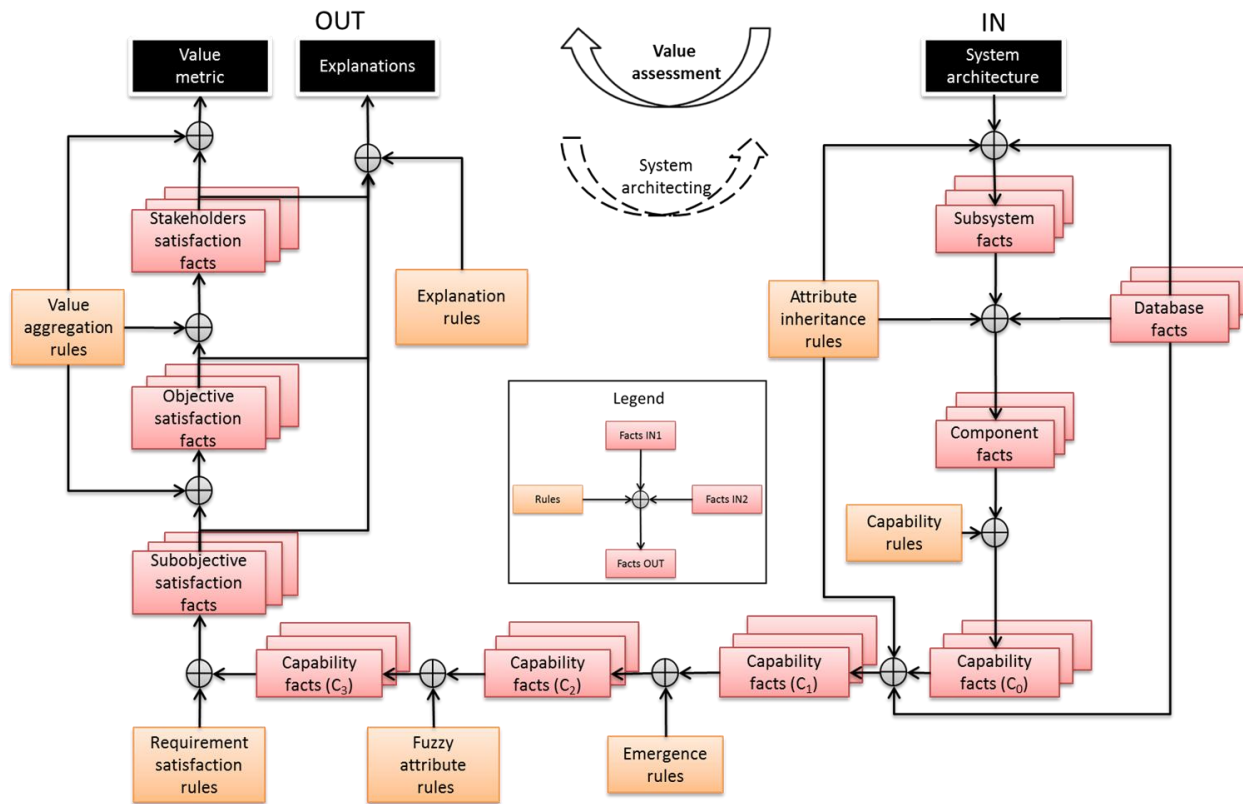 OUT
IN
Value
metric
Explanations
Value
assessment
System
architecture
System
architecting
Stakeholders
satisfaction
facts
Subsystem
facts
Value
aggregation
rules
Explanation
rules
Attribute
inheritance
rules
Database
facts
Objective
satisfaction
facts
Legend
Facts IN1
Rules
Facts IN2
Facts OUT
Component
facts
Capability
rules
Subobjective
satisfaction
facts
Capability
facts (C₃)
Capability
facts (C₂)
Capability
facts (C₁)
Capability
facts (C₀)
Requirement
satisfaction
rules
Fuzzy
attribute
rules
Emergence
rules